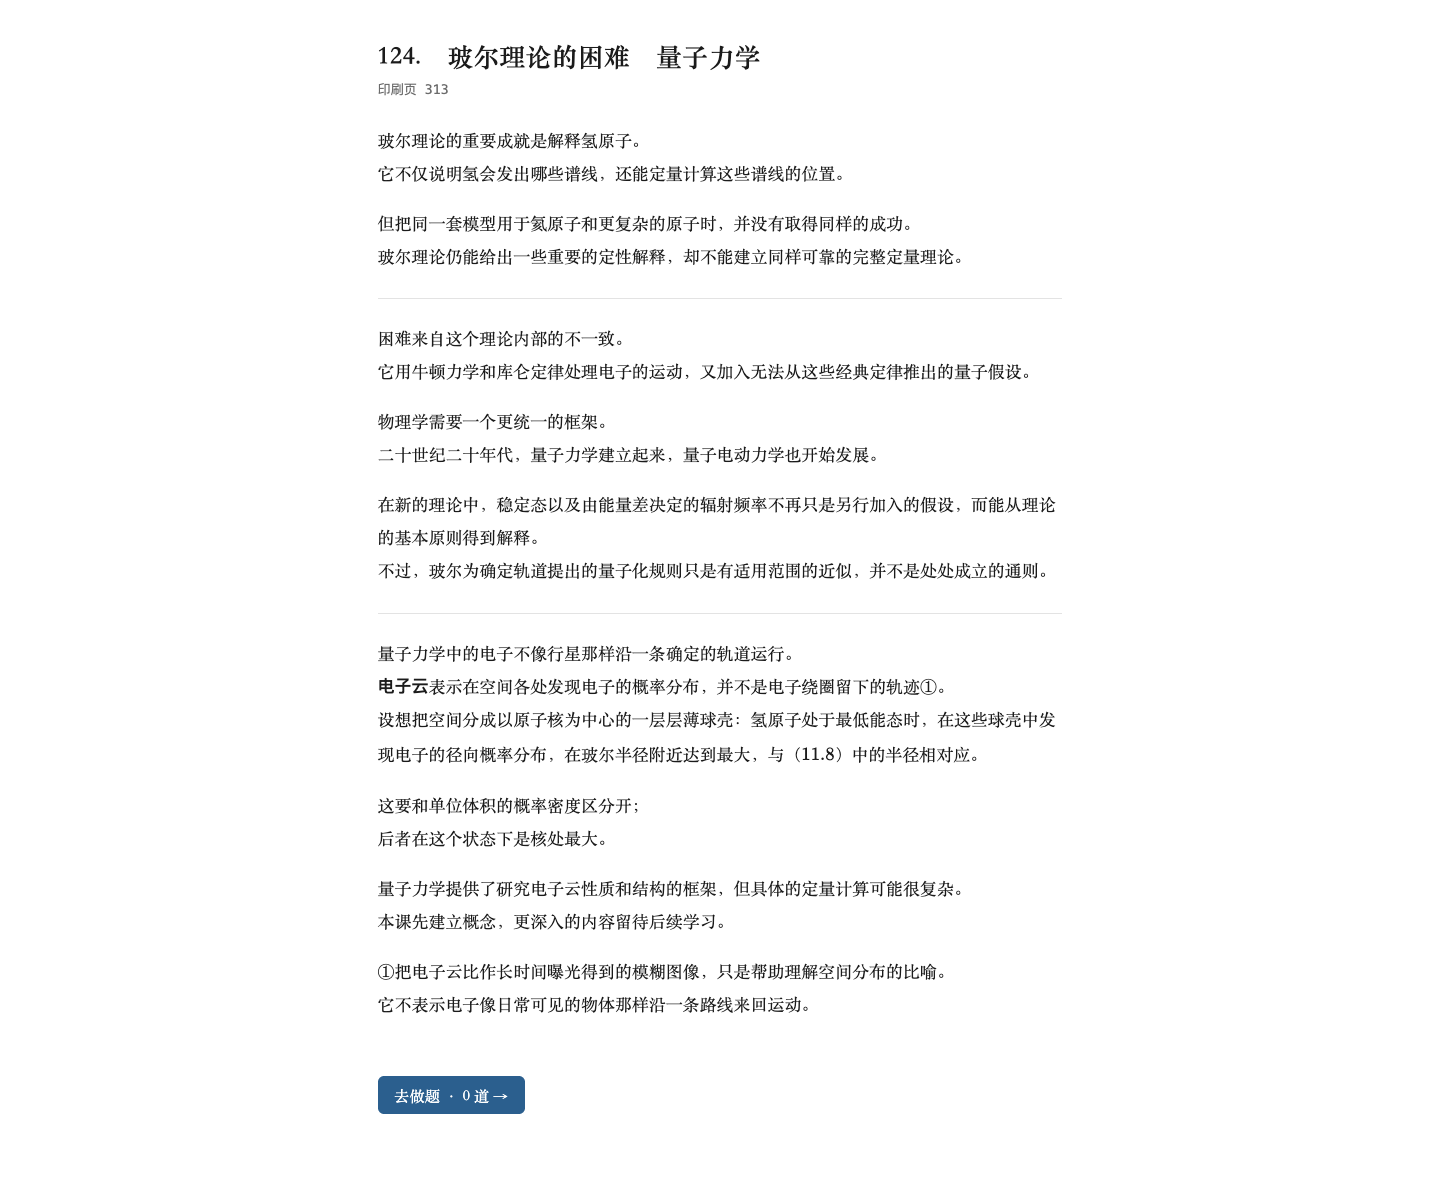 124.　玻尔理论的困难　量子力学
印刷页 313
玻尔理论的重要成就是解释氢原子。
它不仅说明氢会发出哪些谱线，还能定量计算这些谱线的位置。
但把同一套模型用于氦原子和更复杂的原子时，并没有取得同样的成功。
玻尔理论仍能给出一些重要的定性解释，却不能建立同样可靠的完整定量理论。
困难来自这个理论内部的不一致。
它用牛顿力学和库仑定律处理电子的运动，又加入无法从这些经典定律推出的量子假设。
物理学需要一个更统一的框架。
二十世纪二十年代，量子力学建立起来，量子电动力学也开始发展。
在新的理论中，稳定态以及由能量差决定的辐射频率不再只是另行加入的假设，而能从理论
的基本原则得到解释。
不过，玻尔为确定轨道提出的量子化规则只是有适用范围的近似，并不是处处成立的通则。
量子力学中的电子不像行星那样沿一条确定的轨道运行。
电子云表示在空间各处发现电子的概率分布，并不是电子绕圈留下的轨迹①。
设想把空间分成以原子核为中心的一层层薄球壳：氢原子处于最低能态时，在这些球壳中发
现电子的径向概率分布，在玻尔半径附近达到最大，与（11.8）中的半径相对应。
这要和单位体积的概率密度区分开；
后者在这个状态下是核处最大。
量子力学提供了研究电子云性质和结构的框架，但具体的定量计算可能很复杂。
本课先建立概念，更深入的内容留待后续学习。
①把电子云比作长时间曝光得到的模糊图像，只是帮助理解空间分布的比喻。
它不表示电子像日常可见的物体那样沿一条路线来回运动。
去做题 · 0 道 →